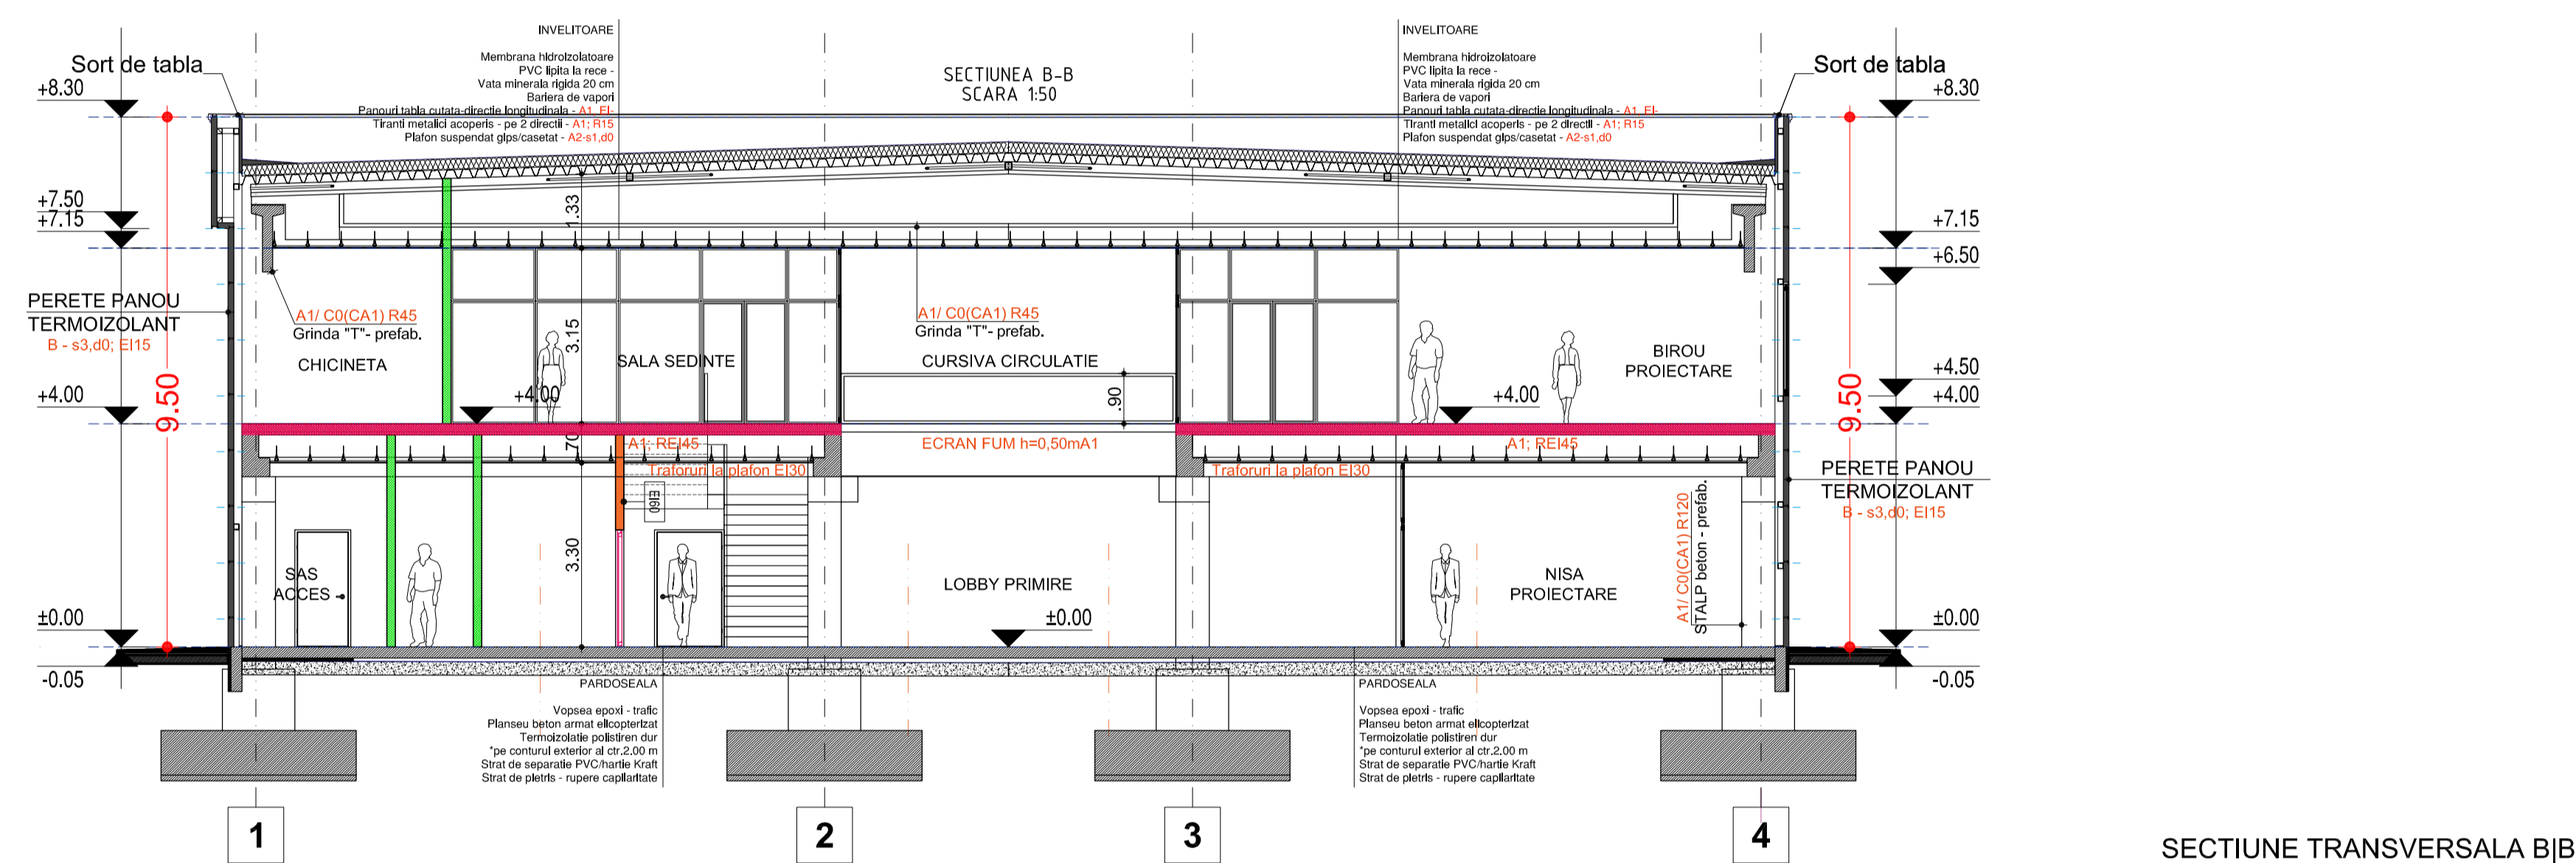 INVELITOARE
Membrana hidroizolatoare
PVC lipita la rece -
Vata minerala rigida 20 cm
Bariera de vapori
Panouri tabla cutata-directie longitudinala - A1, EI-
Tiranti metalici acoperis - pe 2 directii - A1; R15
Plafon suspendat gips/casetat - A2-s1,d0
SECTIUNEA B-B
SCARA 1:50
INVELITOARE
Membrana hidroizolatoare
PVC lipita la rece -
Vata minerala rigida 20 cm
Bariera de vapori
Panouri tabla cutata-directie longitudinala - A1, EI-
Tiranti metalici acoperis - pe 2 directii - A1; R15
Plafon suspendat gips/casetat - A2-s1,d0
Sort de tabla
Sort de tabla
+8.30
+8.30
+7.50
+7.15
+7.15
+6.50
1.33
PERETE PANOU
TERMOIZOLANT
B - s3,d0; EI15
A1/ C0(CA1) R45
Grinda "T"- prefab.
CHICINETA
3.15
SALA SEDINTE
A1/ C0(CA1) R45
Grinda "T"- prefab.
CURSIVA CIRCULATIE
BIROU
PROIECTARE
+4.50
+4.00
+4.00
9.50
+4.00
.90
+4.00
9.50
.70
A1; REI45
ECRAN FUM h=0,50mA1
A1; REI45
Traforuri la plafon EI30
Traforuri la plafon EI30
EI60
PERETE PANOU
TERMOIZOLANT
B - s3,d0; EI15
A1/ C0(CA1) R120
STALP beton - prefab.
3.30
SAS
ACCES
LOBBY PRIMIRE
NISA
PROIECTARE
±0.00
±0.00
±0.00
-0.05
-0.05
PARDOSEALA
Vopsea epoxi - trafic
Planseu beton armat elicopterizat
Termoizolatie polistiren dur
*pe conturul exterior al ctr.2.00 m
Strat de separatie PVC/hartie Kraft
Strat de pietris - rupere capilaritate
PARDOSEALA
Vopsea epoxi - trafic
Planseu beton armat elicopterizat
Termoizolatie polistiren dur
*pe conturul exterior al ctr.2.00 m
Strat de separatie PVC/hartie Kraft
Strat de pietris - rupere capilaritate
1
2
3
4
SECTIUNE TRANSVERSALA B|B